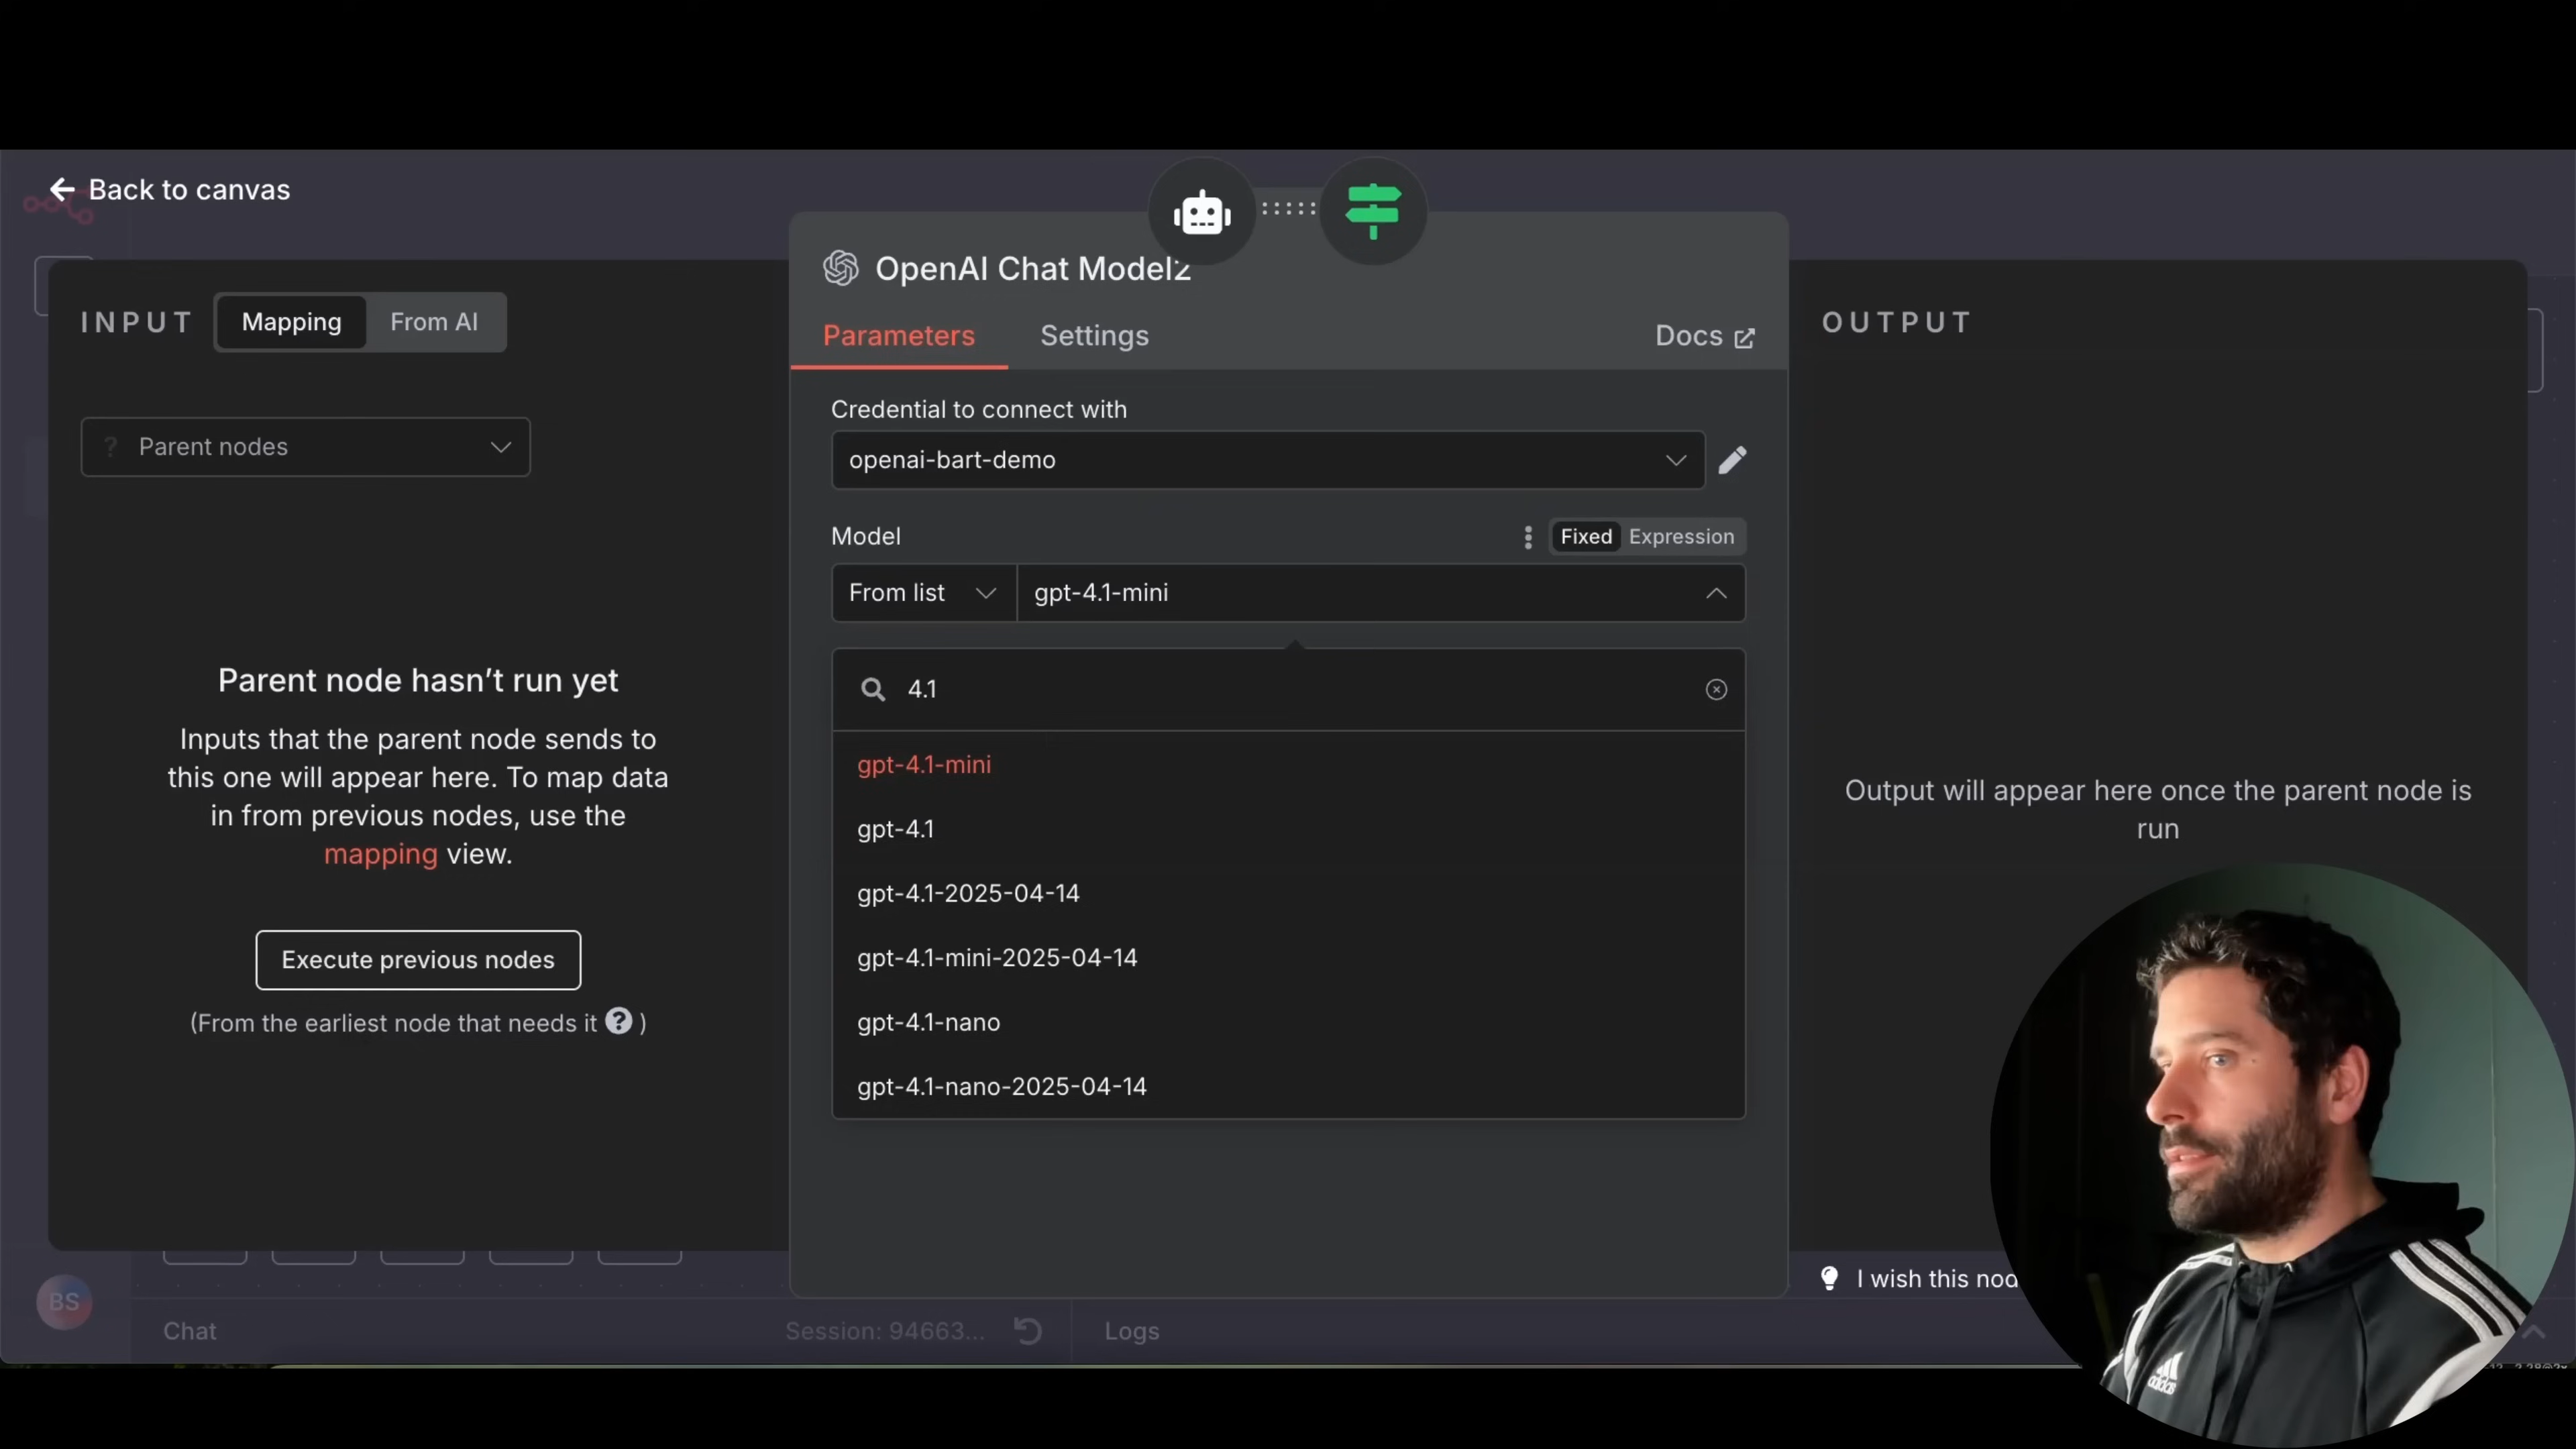 Back to canvas
INPUT
Mapping
From AI
Parent nodes
Parent node hasn’t run yet
Inputs that the parent node sends to
this one will appear here. To map data
in from previous nodes, use the
mapping view.
Execute previous nodes
(From the earliest node that needs it ? )
OpenAI Chat Model2
Parameters
Settings
Docs
Credential to connect with
openai-bart-demo
Model
Fixed
Expression
From list
gpt-4.1-mini
4.1
gpt-4.1-mini
gpt-4.1
gpt-4.1-2025-04-14
gpt-4.1-mini-2025-04-14
gpt-4.1-nano
gpt-4.1-nano-2025-04-14
OUTPUT
Output will appear here once the parent node is
run
I wish this nod
BS
Chat
Session: 94663...
Logs
adidas